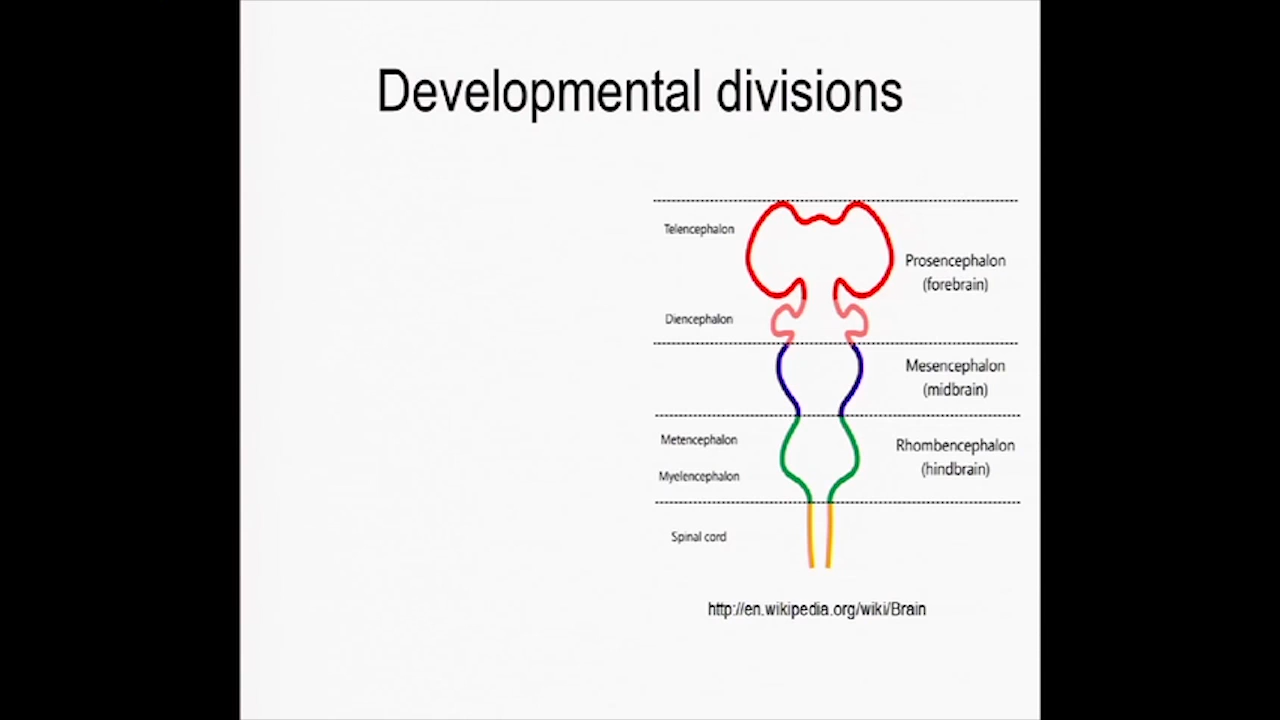 Developmental divisions
Telencephalon
Prosencephalon
(forebrain)
Diencephalon
Mesencephalon
(midbrain)
Metencephalon
Rhombencephalon
(hindbrain)
Myelencephalon
Spinal cord
http://en.wikipedia.org/wiki/Brain